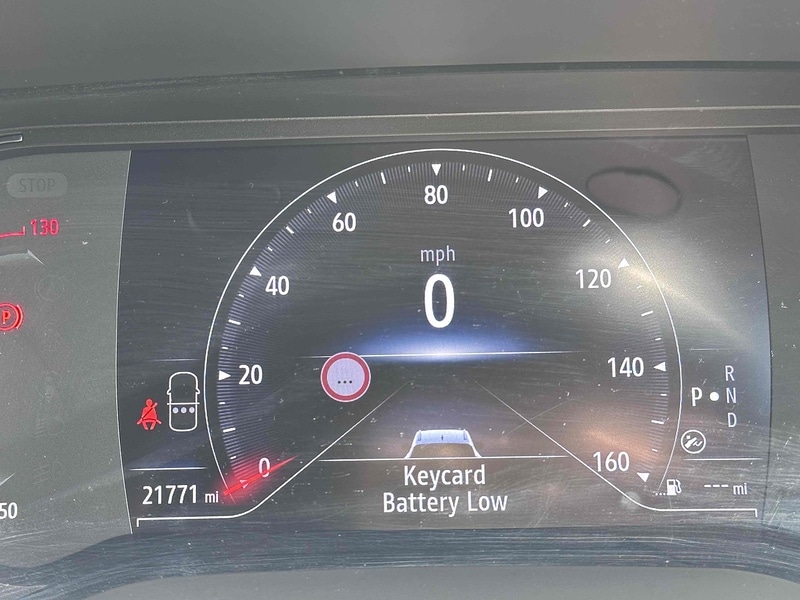 STOP
130
P
50
80
60
100
mph
40
0
120
20
140
0
160
R
P
N
D
21771 mi
Keycard
Battery Low
--- mi